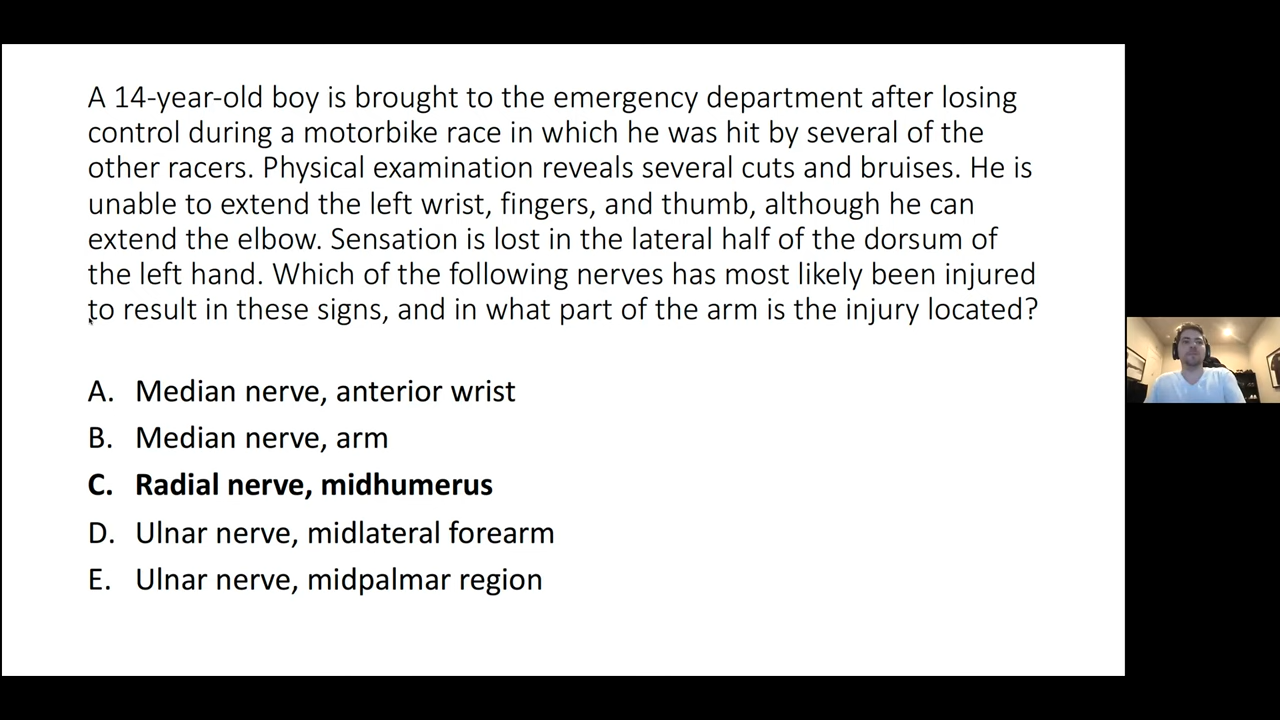 A 14-year-old boy is brought to the emergency department after losing
control during a motorbike race in which he was hit by several of the
other racers. Physical examination reveals several cuts and bruises. He is
unable to extend the left wrist, fingers, and thumb, although he can
extend the elbow. Sensation is lost in the lateral half of the dorsum of
the left hand. Which of the following nerves has most likely been injured
to result in these signs, and in what part of the arm is the injury located?
A. Median nerve, anterior wrist
B. Median nerve, arm
C. Radial nerve, midhumerus
D. Ulnar nerve, midlateral forearm
E. Ulnar nerve, midpalmar region